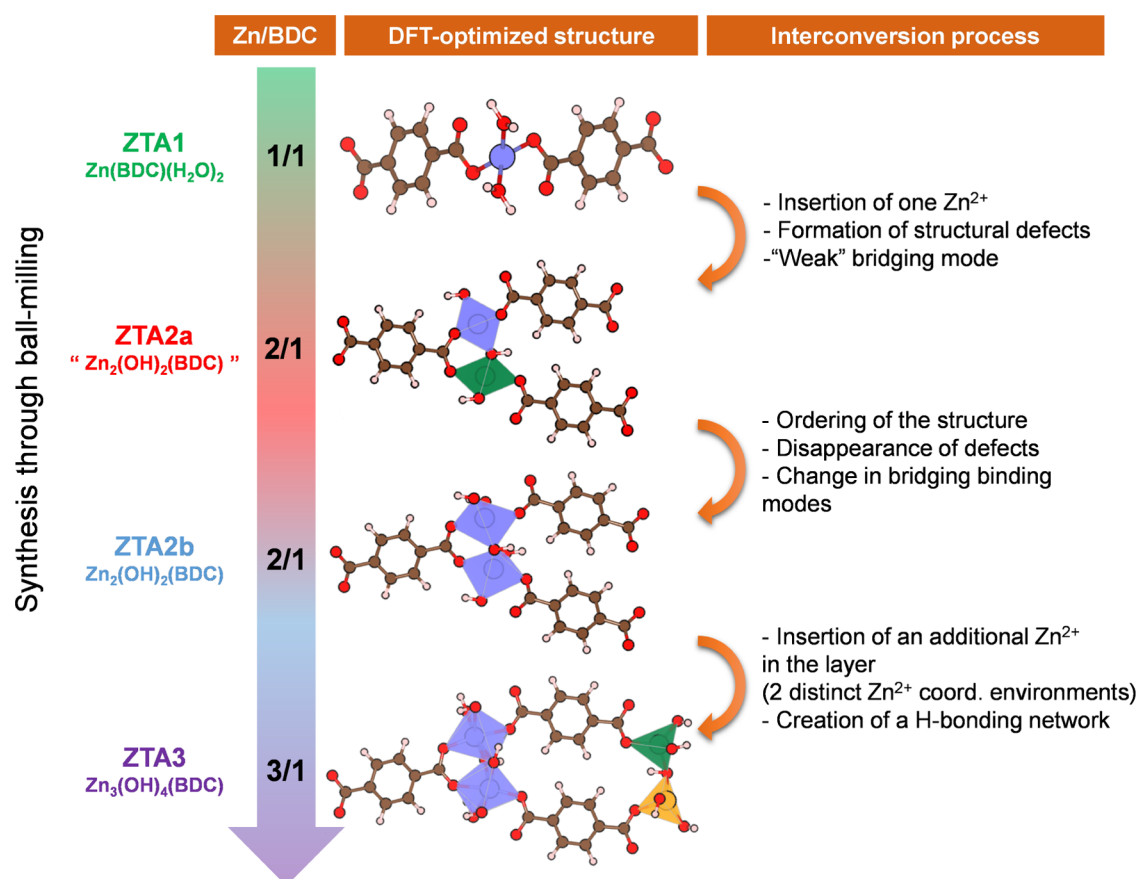 Zn/BDC
DFT-optimized structure
Interconversion process
Synthesis through ball-milling
ZTA1
Zn(BDC)(H₂O)₂
1/1
- Insertion of one Zn²⁺
- Formation of structural defects
-“Weak” bridging mode
ZTA2a
“ Zn₂(OH)₂(BDC) ”
2/1
- Ordering of the structure
- Disappearance of defects
- Change in bridging binding
modes
ZTA2b
Zn₂(OH)₂(BDC)
2/1
- Insertion of an additional Zn²⁺
in the layer
(2 distinct Zn²⁺ coord. environments)
- Creation of a H-bonding network
ZTA3
Zn₃(OH)₄(BDC)
3/1